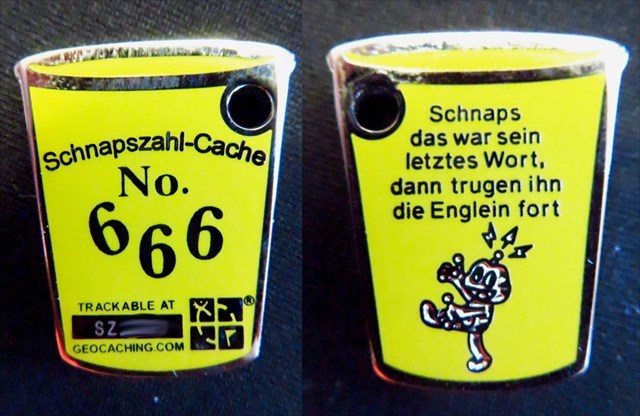 Schnapszahl-Cache
No.
666
TRACKABLE AT
SZ
GEOCACHING.COM
®
Schnaps
das war sein
letztes Wort,
dann trugen ihn
die Englein fort